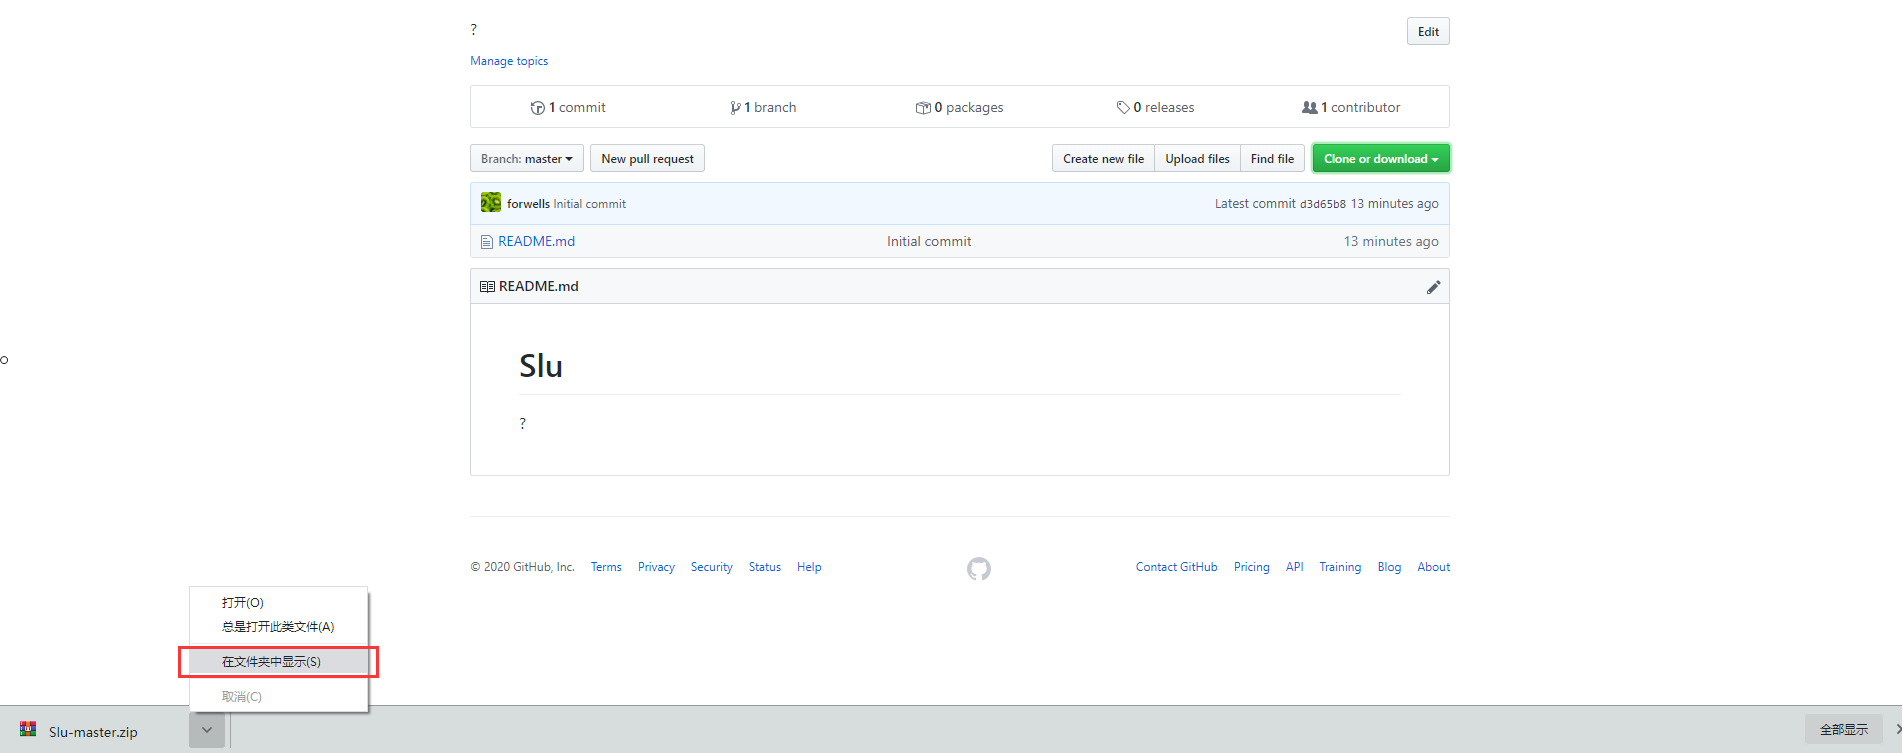 ?
Edit
Manage topics
1 commit
1 branch
0 packages
0 releases
1 contributor
Branch: master
New pull request
Create new file
Upload files
Find file
Clone or download
forwells Initial commit
Latest commit d3d65b8 13 minutes ago
README.md
Initial commit
13 minutes ago
README.md
Slu
?
© 2020 GitHub, Inc.
Terms
Privacy
Security
Status
Help
Contact GitHub
Pricing
API
Training
Blog
About
打开(O)
总是打开此类文件(A)
在文件夹中显示(S)
取消(C)
Slu-master.zip
全部显示